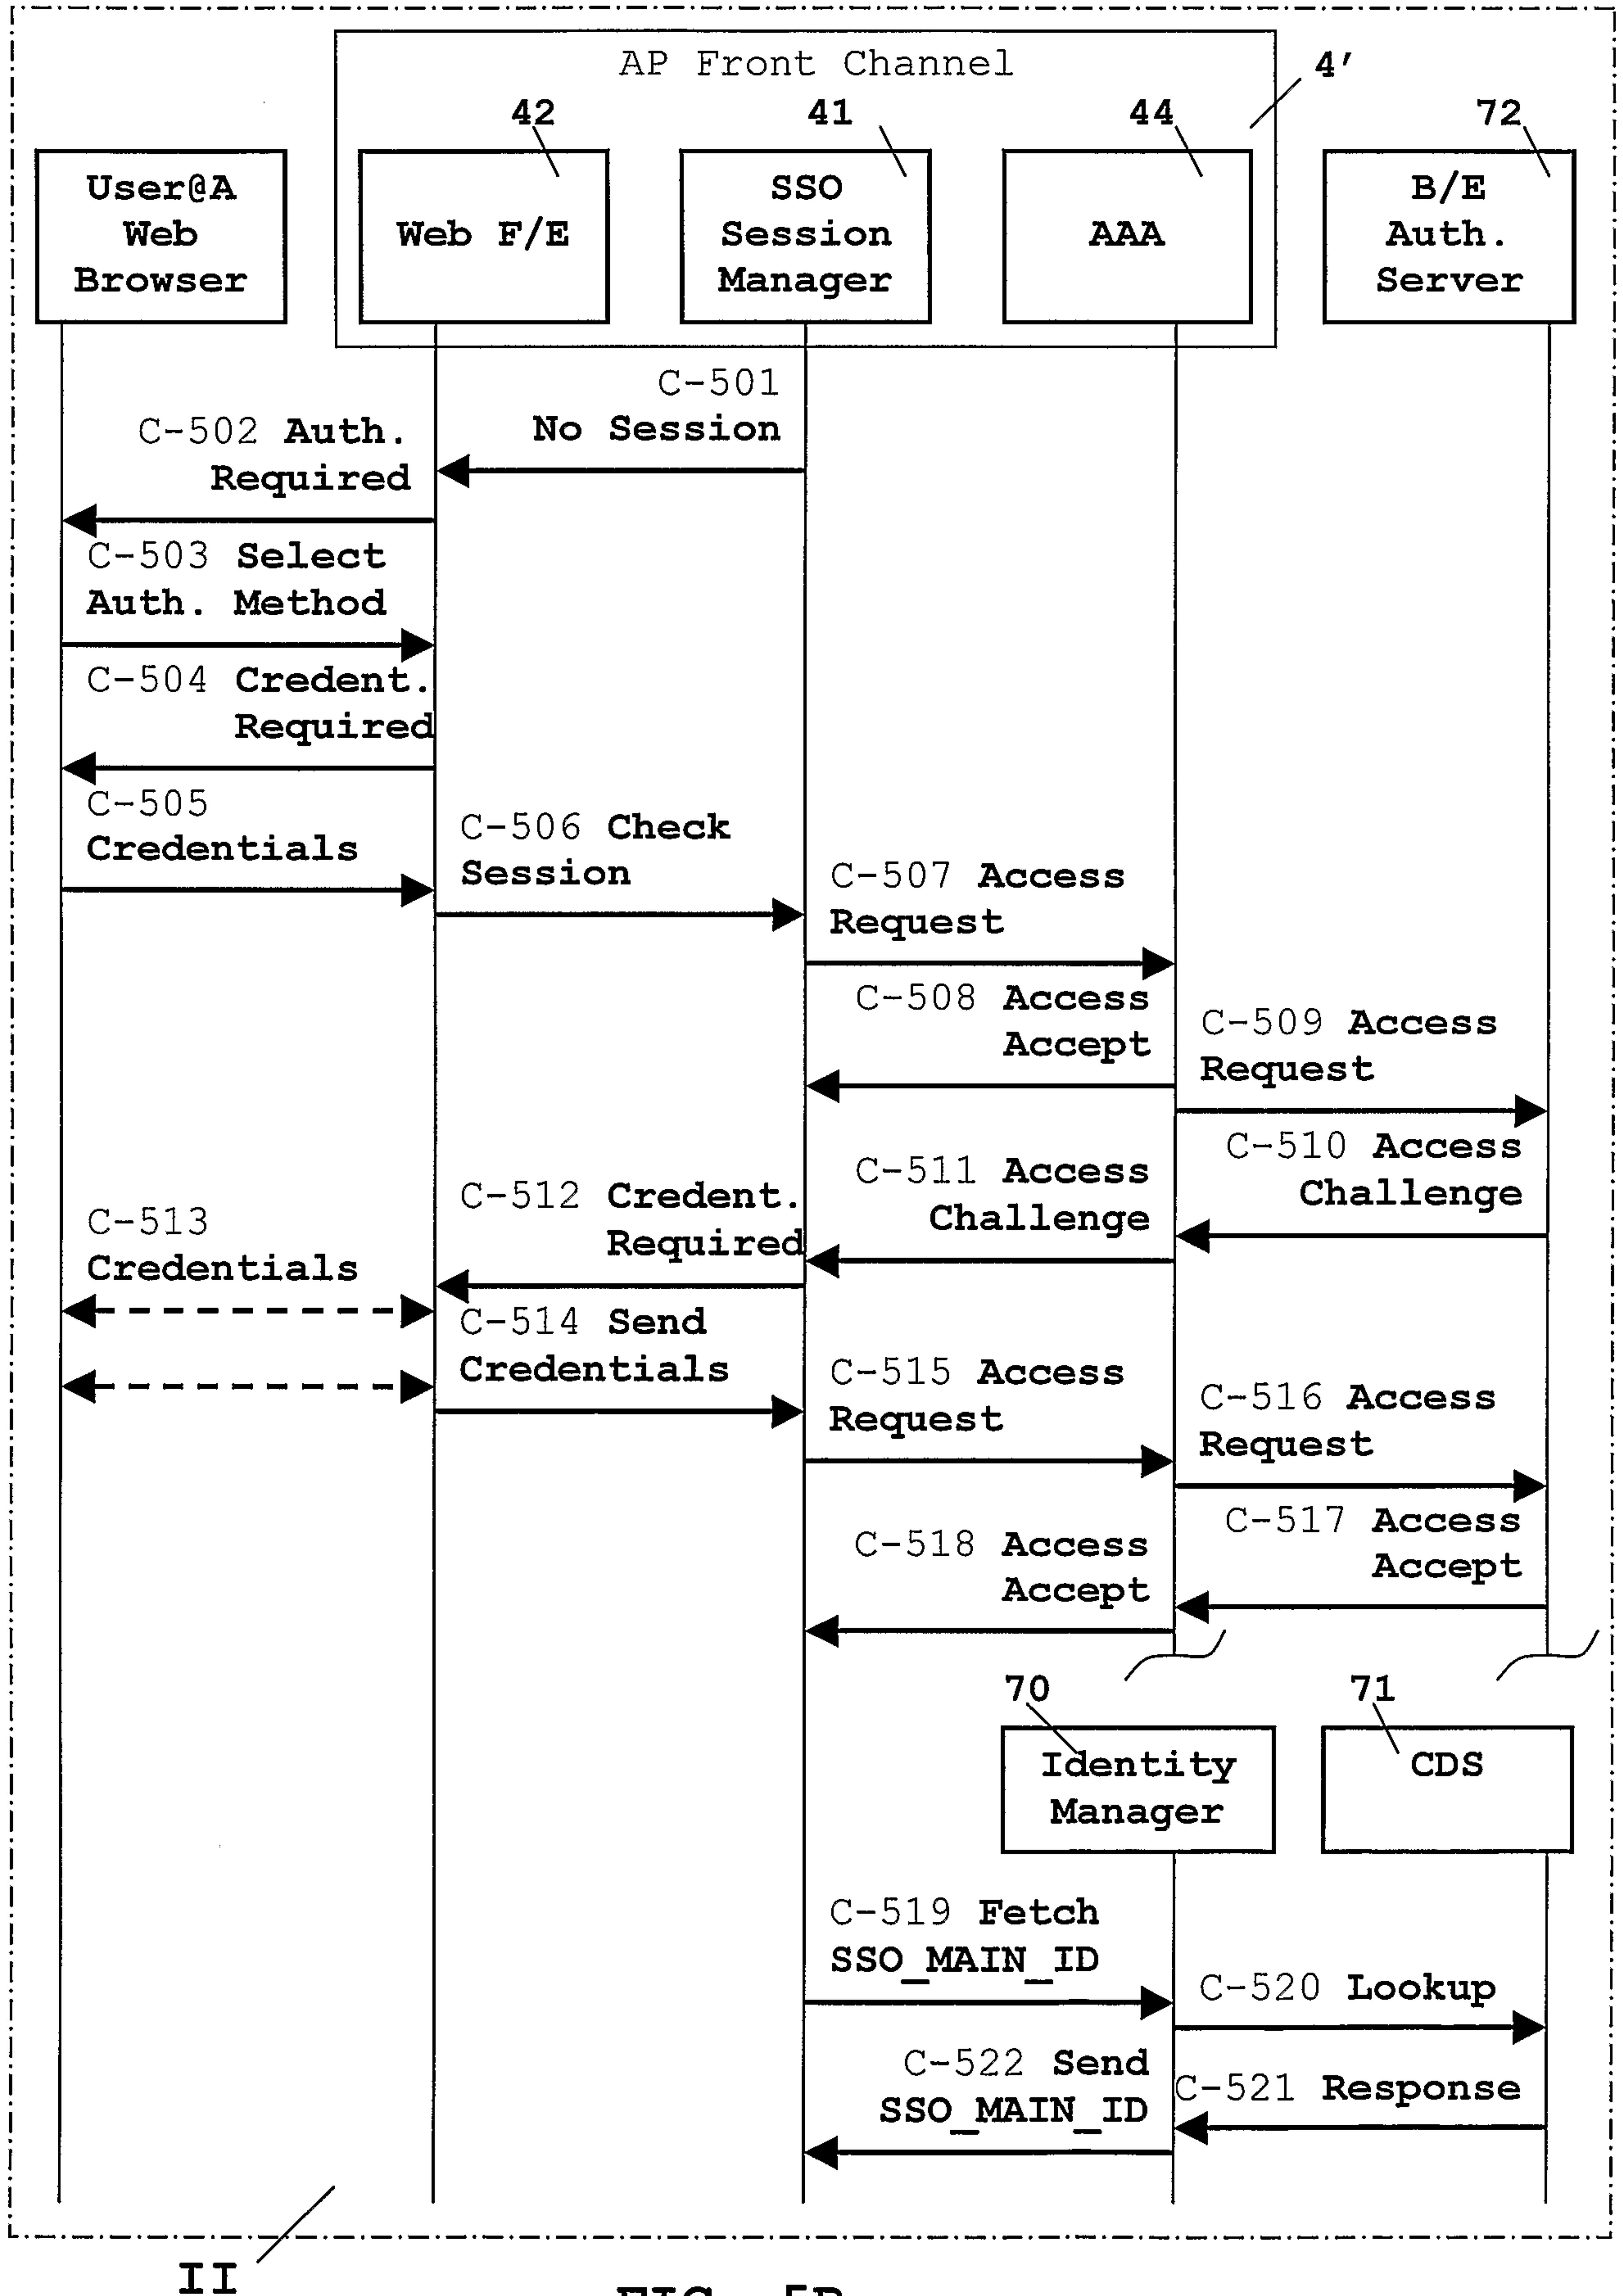 AP Front Channel
4'
42
41
44
72
User@A
Web
Browser
Web F/E
SSO
Session
Manager
AAA
B/E
Auth.
Server
C-501
No Session
C-502 Auth.
Required
C-503 Select
Auth. Method
C-504 Credent.
Required
C-505
Credentials
C-506 Check
Session
C-507 Access
Request
C-508 Access
Accept
C-509 Access
Request
C-510 Access
Challenge
C-511 Access
Challenge
C-512 Credent.
Required
C-513
Credentials
C-514 Send
Credentials
C-515 Access
Request
C-516 Access
Request
C-517 Access
Accept
C-518 Access
Accept
70
71
Identity
Manager
CDS
C-519 Fetch
SSO_MAIN_ID
C-520 Lookup
C-522 Send
SSO_MAIN_ID
C-521 Response
II
FIG. 5B